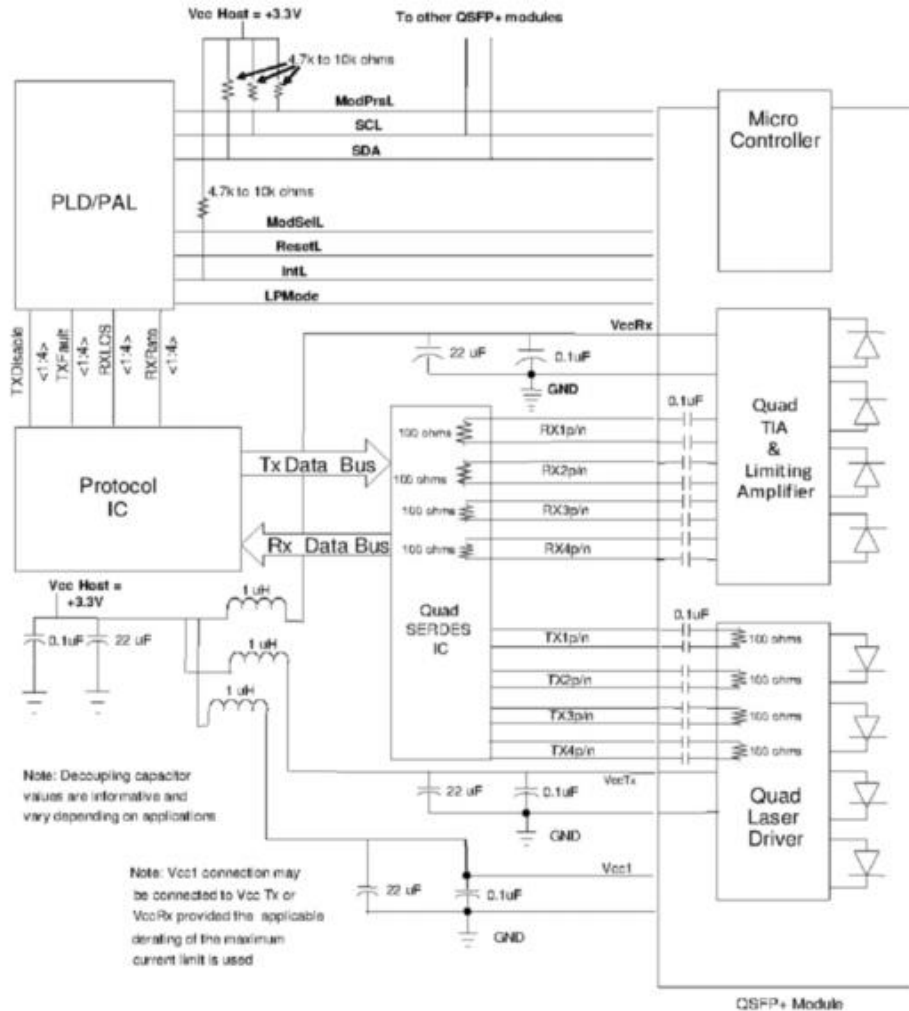 Vcc Host = +3.3V
To other QSFP+ modules
4.7k to 10k ohms
ModPrsL
SCL
SDA
Micro
Controller
PLD/PAL
4.7k to 10k ohms
ModSelL
ResetL
IntL
LPMode
TXDisable
<1:4>
TXFault
<1:4>
RXLOS
<1:4>
RXRate
<1:4>
VccRx
22 uF
0.1uF
GND
0.1uF
Quad
TIA
&
Limiting
Amplifier
100 ohms
RX1p/n
100 ohms
RX2p/n
100 ohms
RX3p/n
100 ohms
RX4p/n
Protocol
IC
Tx Data Bus
Rx Data Bus
Vcc Host =
+3.3V
1 uH
0.1uF
22 uF
1 uH
1 uH
Quad
SERDES
IC
0.1uF
TX1p/n
100 ohms
TX2p/n
100 ohms
TX3p/n
100 ohms
TX4p/n
100 ohms
Note: Decoupling capacitor
values are informative and
vary depending on applications
VccTx
22 uF
0.1uF
GND
Quad
Laser
Driver
Note: Vcc1 connection may
be connected to Vcc Tx or
VccRx provided the applicable
derating of the maximum
current limit is used
Vcc1
22 uF
0.1uF
GND
QSFP+ Module